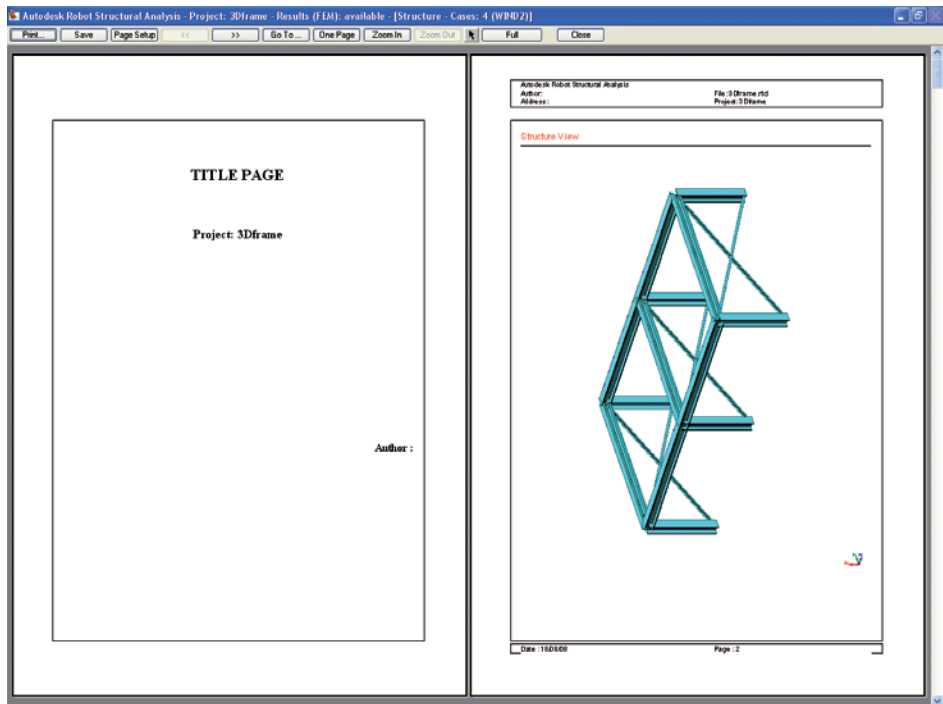 Autodesk Robot Structural Analysis - Project: 3Dframe - Results (FEM): available - [Structure - Cases: 4 (WIND2)]
Print... Save Page Setup << >> Go To... One Page Zoom In Zoom Out Full Close
TITLE PAGE
Project: 3Dframe
Author :
Autodesk Robot Structural Analysis
Author: File: 3Dframe.rtd
Address: Project: 3Dframe
Structure View
Page : 2